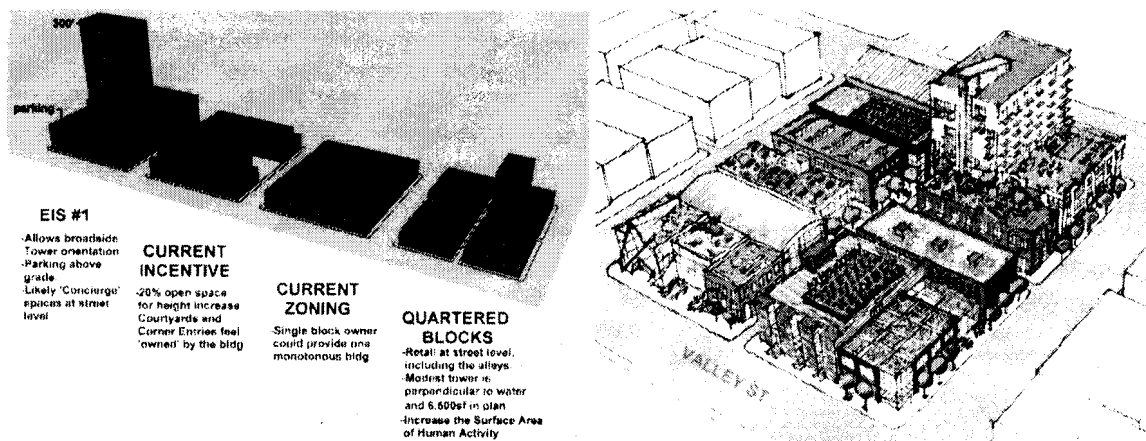 300'
parking
EIS #1
-Allows broadside
Tower orientation
-Parking above
grade
-Likely 'Concierge'
spaces at street
level
CURRENT
INCENTIVE
-20% open space
for height increase
Courtyards and
Corner Entries feel
'owned' by the bldg
CURRENT
ZONING
-Single block owner
could provide one
monotonous bldg
QUARTERED
BLOCKS
-Retail at street level,
including the alleys
-Modest tower is
perpendicular to water
and 6,500sf in plan
-Increase the Surface Area
of Human Activity
VALLEY ST